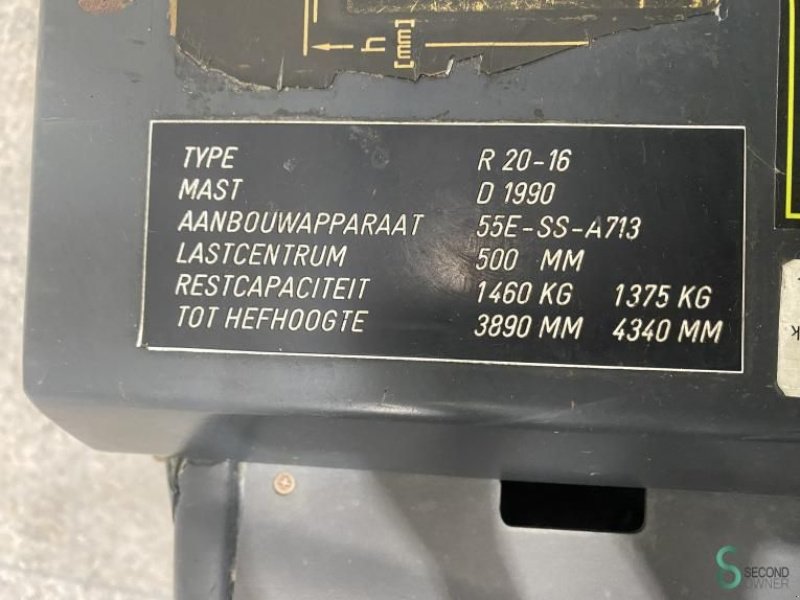 h
[mm]
TYPE R 20-16
MAST D 1990
AANBOUWAPPARAAT 55E-SS-A713
LASTCENTRUM 500 MM
RESTCAPACITEIT 1460 KG 1375 KG
TOT HEFHOOGTE 3890 MM 4340 MM
k
SECOND
OWNER